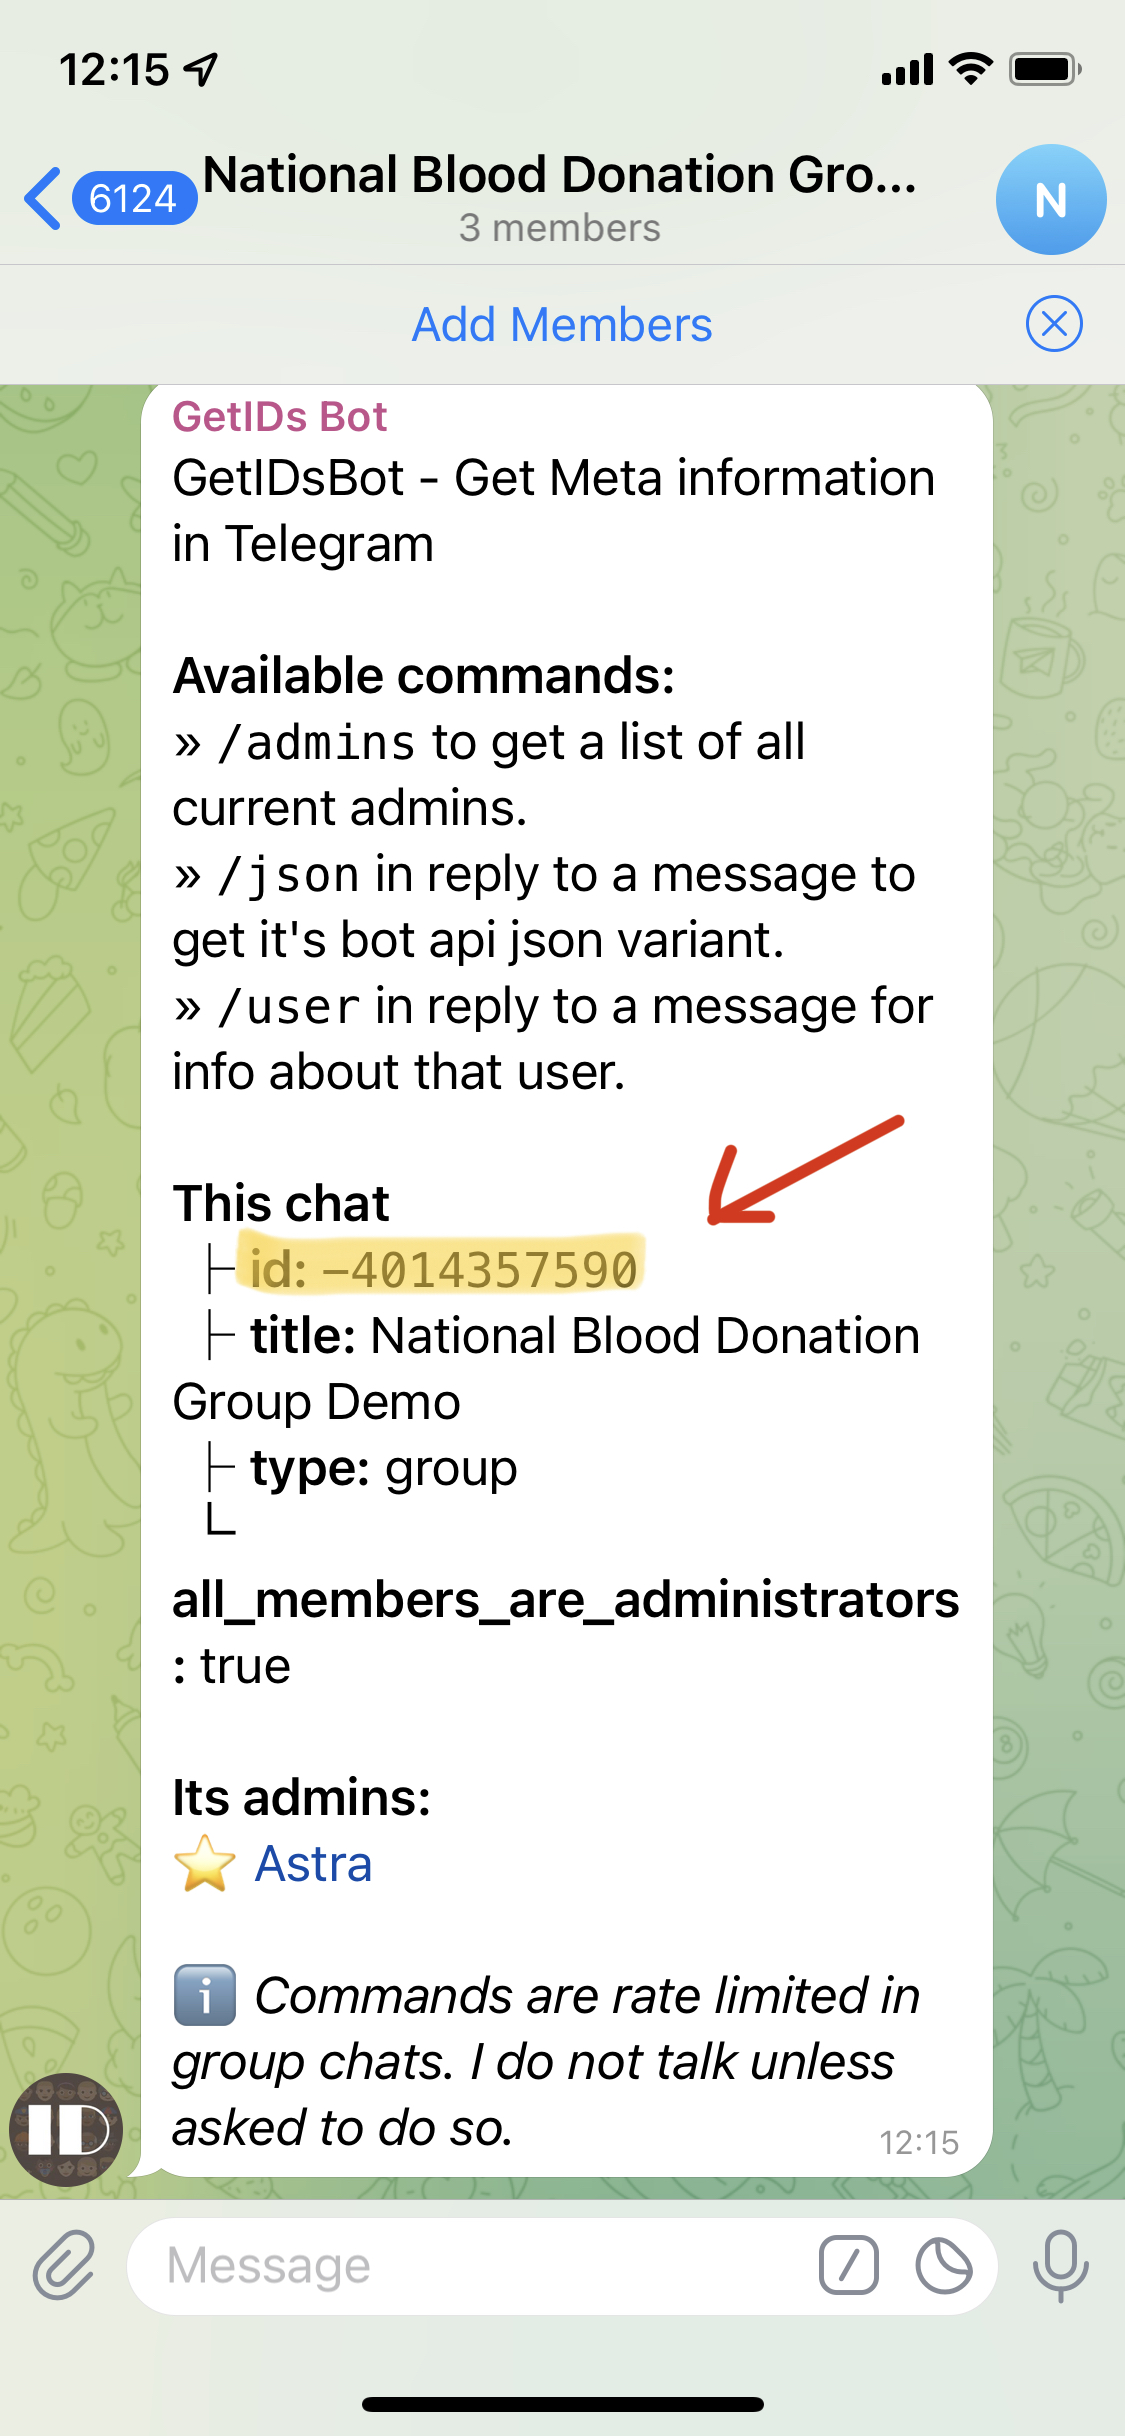 12:15
6124
National Blood Donation Gro...
3 members
N
Add Members
GetIDs Bot
GetIDsBot - Get Meta information
in Telegram
Available commands:
» /admins to get a list of all
current admins.
» /json in reply to a message to
get it's bot api json variant.
» /user in reply to a message for
info about that user.
This chat
├ id: -4014357590
├ title: National Blood Donation
Group Demo
├ type: group
└
all_members_are_administrators
: true
Its admins:
⭐ Astra
ℹ️ Commands are rate limited in
group chats. I do not talk unless
asked to do so.
12:15
ID
Message